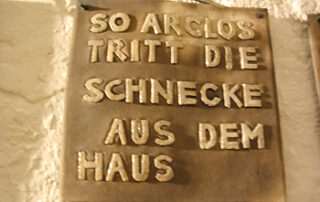 SO ARGLOS
TRITT DIE
SCHNECKE
AUS DEM
HAUS